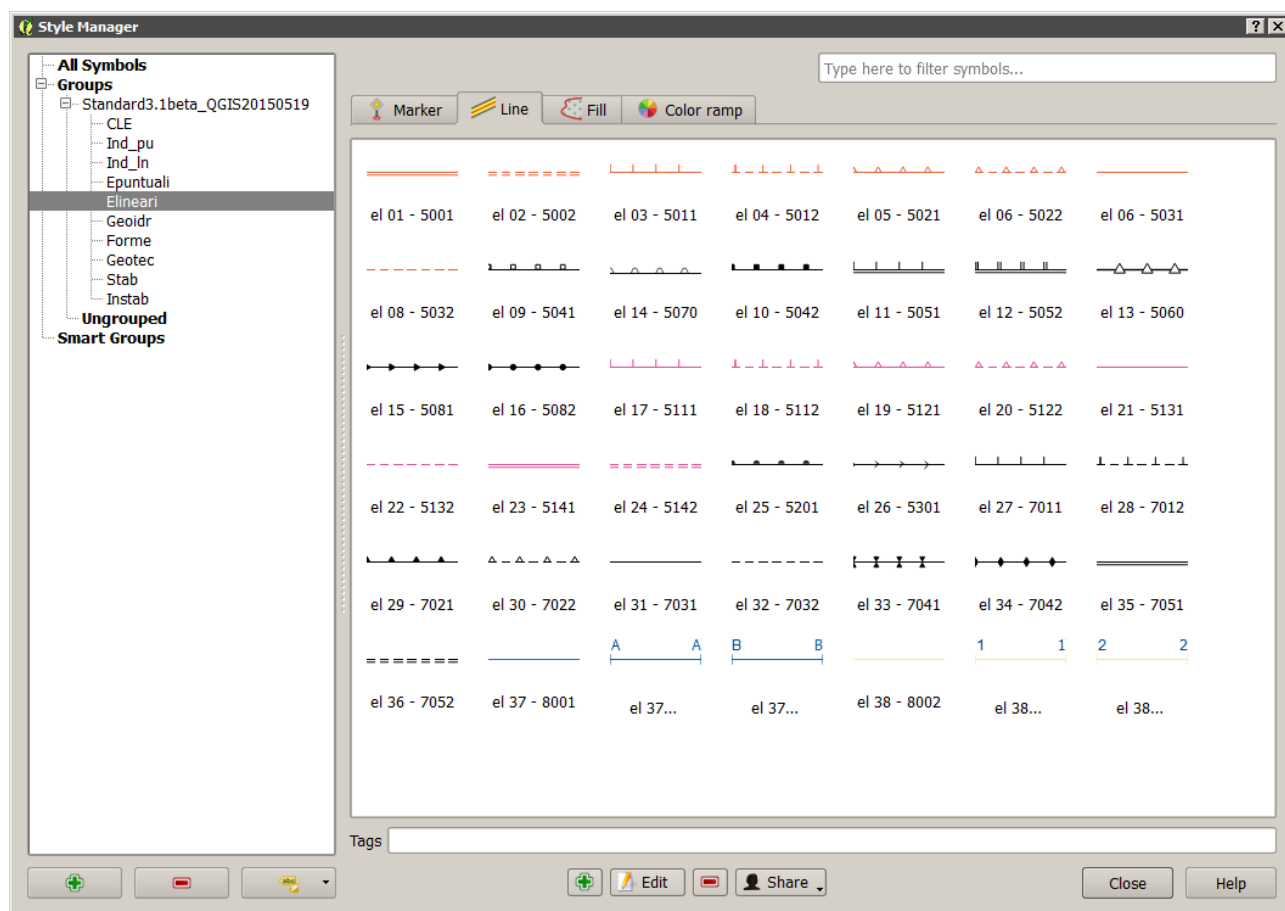 Style Manager
All Symbols
Groups
Standard3.1beta_QGIS20150519
CLE
Ind_pu
Ind_ln
Epuntuali
Elineari
Geoidr
Forme
Geotec
Stab
Instab
Ungrouped
Smart Groups
Type here to filter symbols...
Marker Line Fill Color ramp
el 01 - 5001 el 02 - 5002 el 03 - 5011 el 04 - 5012 el 05 - 5021 el 06 - 5022 el 06 - 5031
el 08 - 5032 el 09 - 5041 el 14 - 5070 el 10 - 5042 el 11 - 5051 el 12 - 5052 el 13 - 5060
el 15 - 5081 el 16 - 5082 el 17 - 5111 el 18 - 5112 el 19 - 5121 el 20 - 5122 el 21 - 5131
el 22 - 5132 el 23 - 5141 el 24 - 5142 el 25 - 5201 el 26 - 5301 el 27 - 7011 el 28 - 7012
el 29 - 7021 el 30 - 7022 el 31 - 7031 el 32 - 7032 el 33 - 7041 el 34 - 7042 el 35 - 7051
A A B B 1 1 2 2
el 36 - 7052 el 37 - 8001 el 37... el 37... el 38 - 8002 el 38... el 38...
Tags
abc
Edit Share Close Help